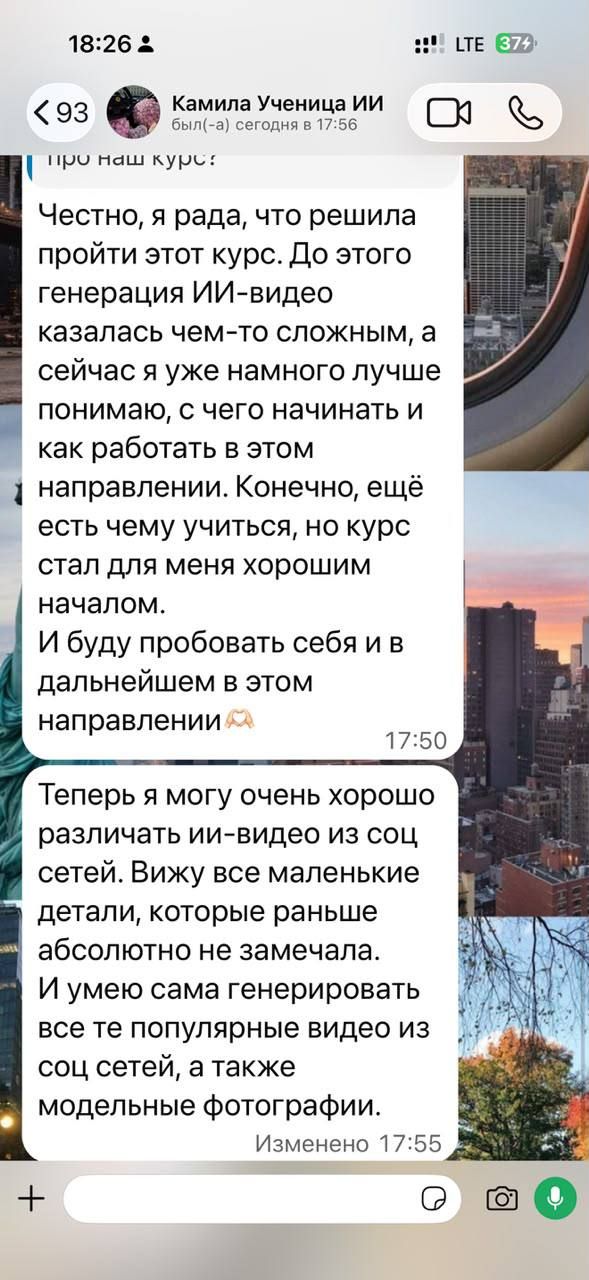 18:26
LTE 37
93
Камила Ученица ИИ
был(-а) сегодня в 17:56
про наш курс?
Честно, я рада, что решила
пройти этот курс. До этого
генерация ИИ-видео
казалась чем-то сложным, а
сейчас я уже намного лучше
понимаю, с чего начинать и
как работать в этом
направлении. Конечно, ещё
есть чему учиться, но курс
стал для меня хорошим
началом.
И буду пробовать себя и в
дальнейшем в этом
направлении🫶🏻
17:50
Теперь я могу очень хорошо
различать ии-видео из соц
сетей. Вижу все маленькие
детали, которые раньше
абсолютно не замечала.
И умею сама генерировать
все те популярные видео из
соц сетей, а также
модельные фотографии.
Изменено 17:55